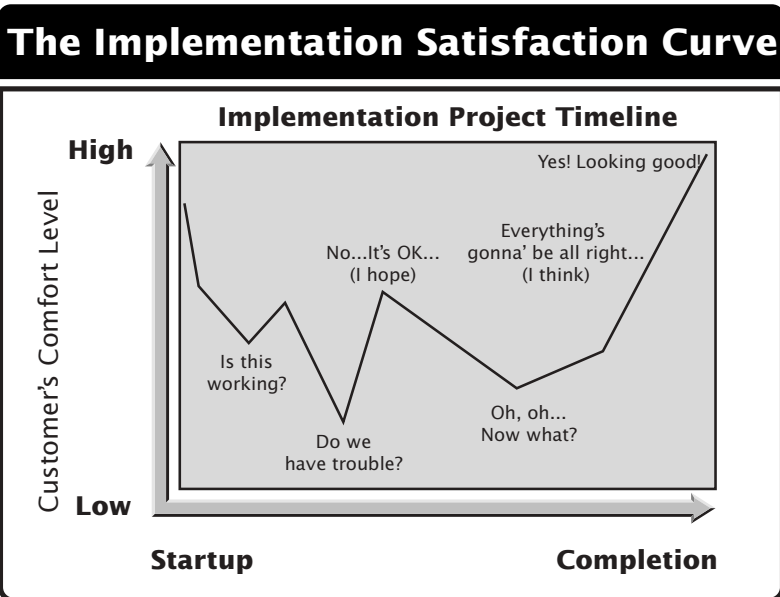 The Implementation Satisfaction Curve
Implementation Project Timeline
High
Customer's Comfort Level
Yes! Looking good!
Everything's
gonna’ be all right...
(I think)
No...It's OK...
(I hope)
Is this
working?
Do we
have trouble?
Oh, oh...
Now what?
Low
Startup
Completion